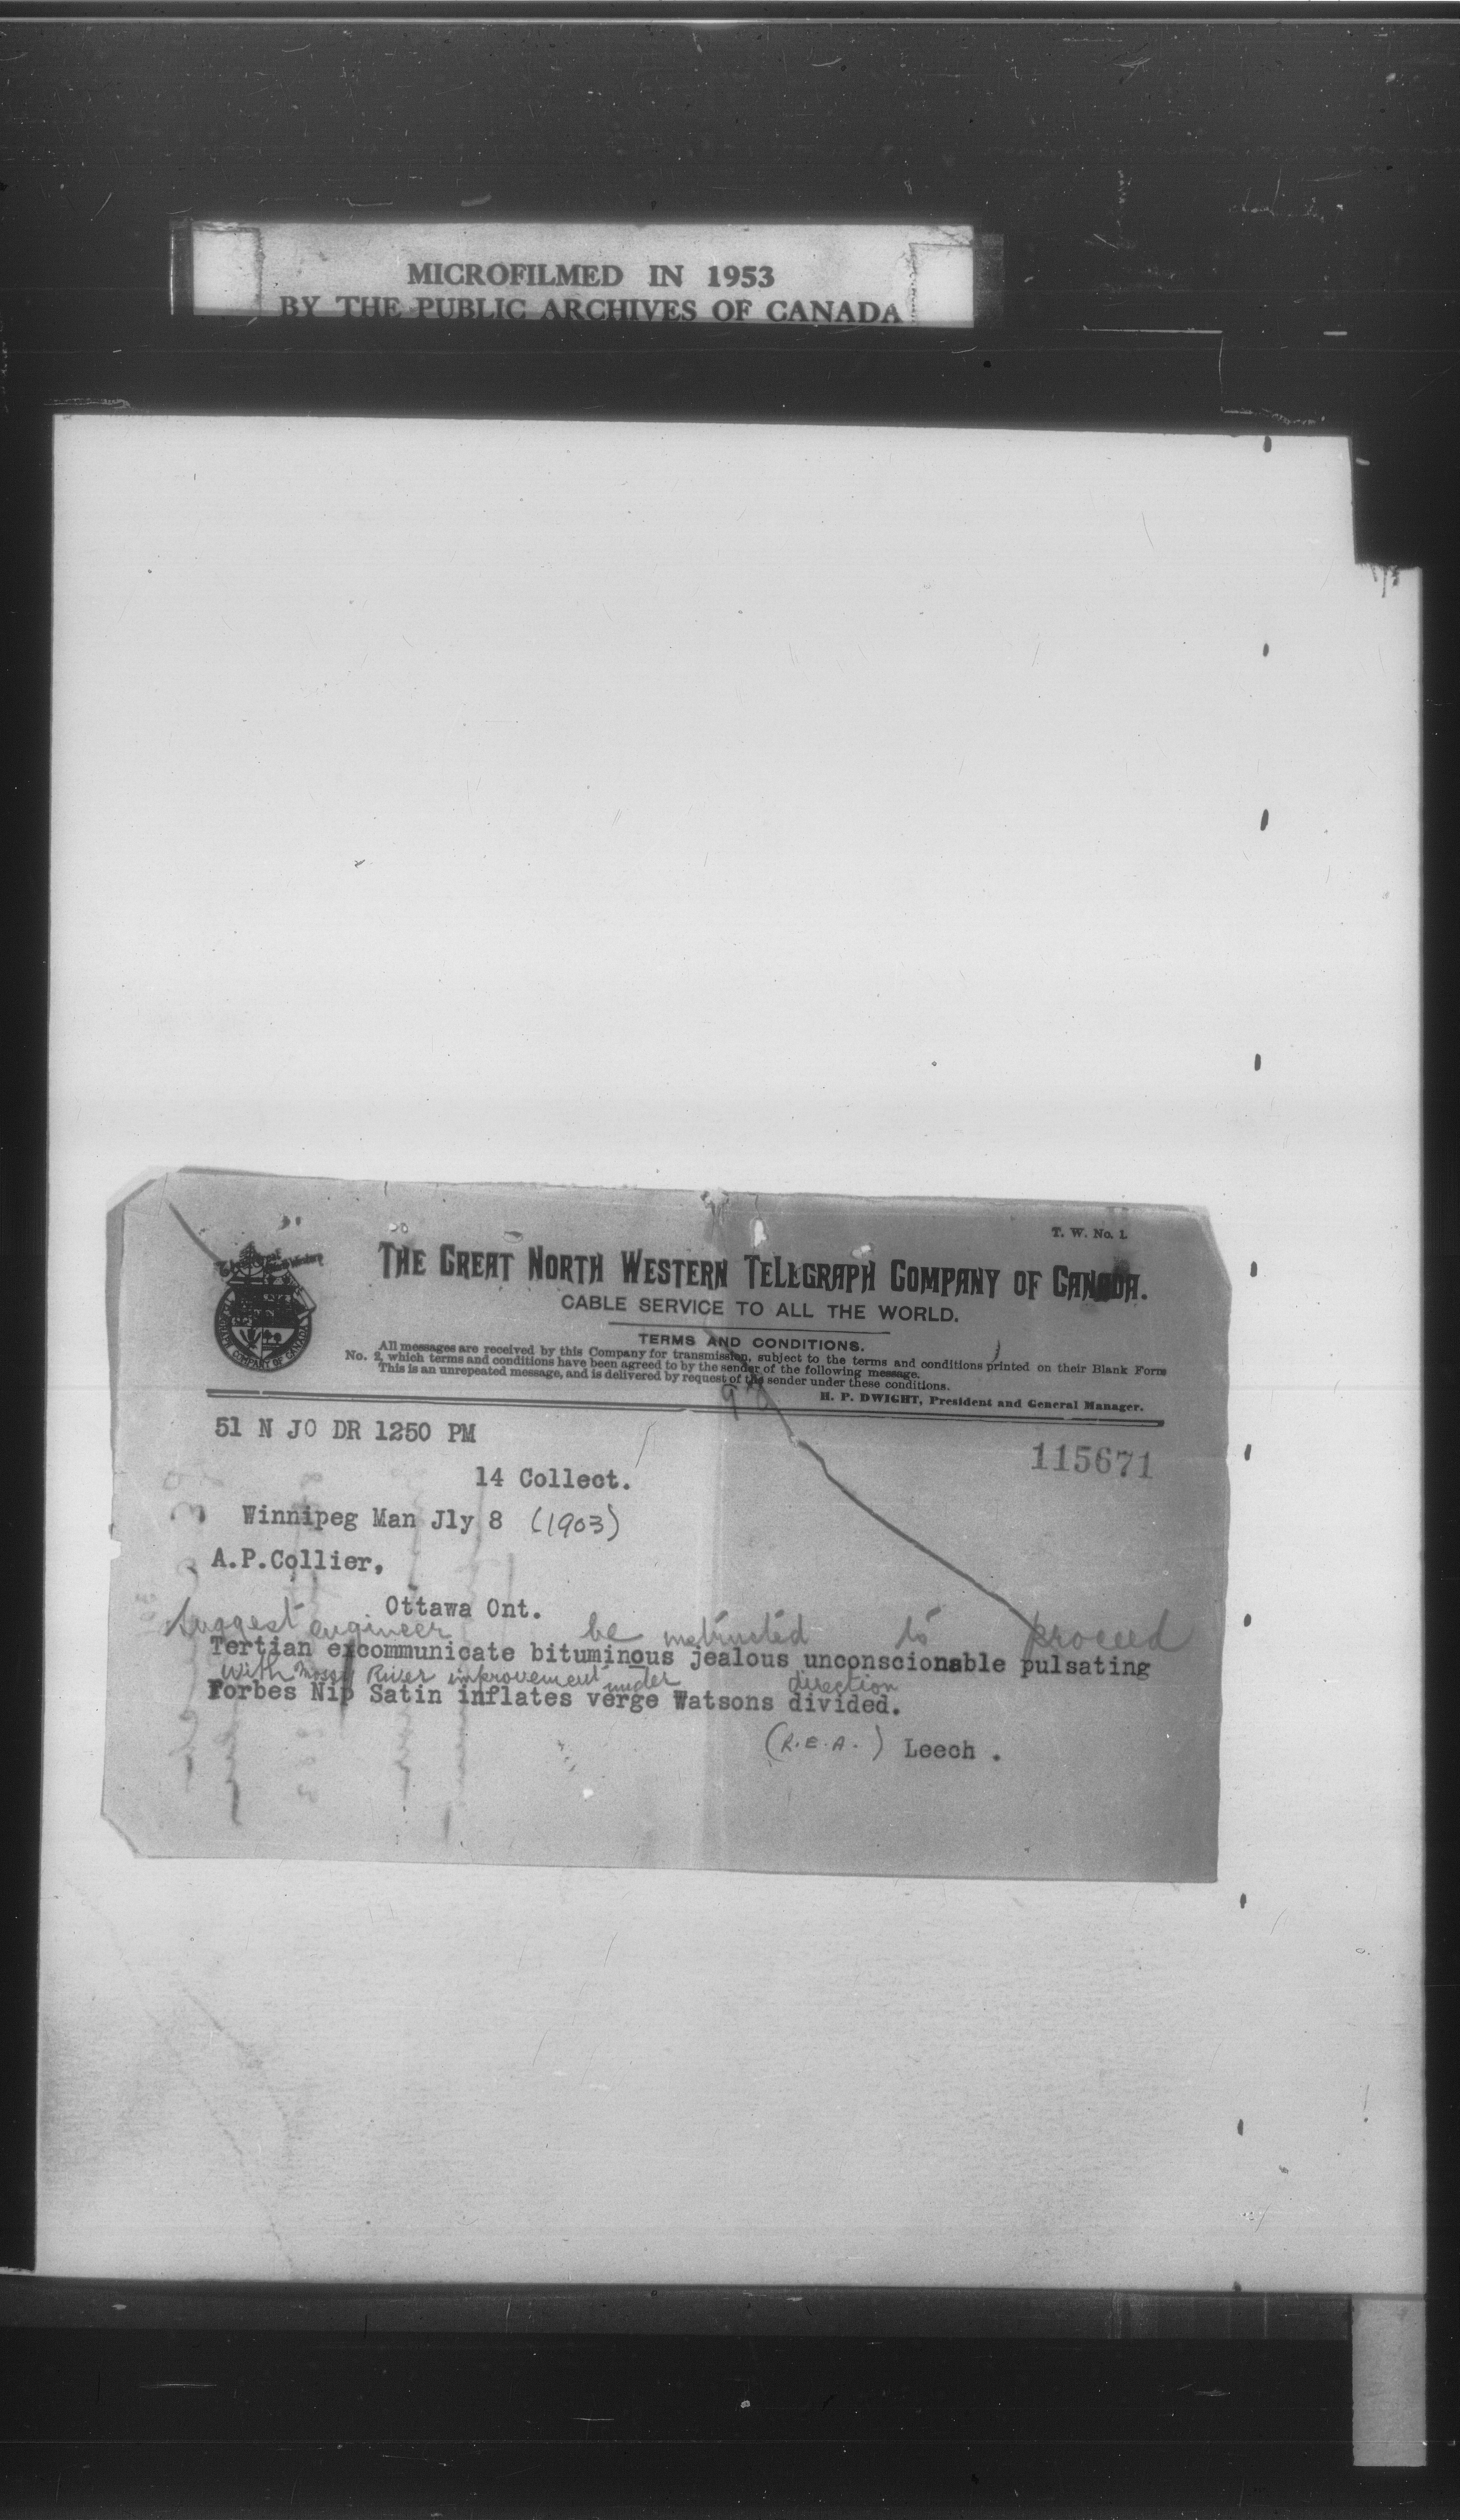 MICROFILMED IN 1953
BY THE PUBLIC ARCHIVES OF CANADA
T. W. No. 1.
THE GREAT NORTH WESTERN TELEGRAPH COMPANY OF CANADA.
CABLE SERVICE TO ALL THE WORLD.
TERMS AND CONDITIONS.
All messages are received by this Company for transmission, subject to the terms and conditions printed on their Blank Form
No. 2, which terms and conditions have been agreed to by the sender of the following message.
This is an unrepeated message, and is delivered by request of the sender under these conditions.
H. P. DWIGHT, President and General Manager.
51 N JO DR 1250 PM
115671
14 Collect.
Winnipeg Man Jly 8 (1903)
A.P.Collier,
Ottawa Ont.
Suggest engineer be instructed to proceed
Tertian excommunicate bituminous jealous unconscionable pulsating
with Mossy River improvement under direction
Forbes Nip Satin inflates verge Watsons divided.
(R.E.A.) Leech .